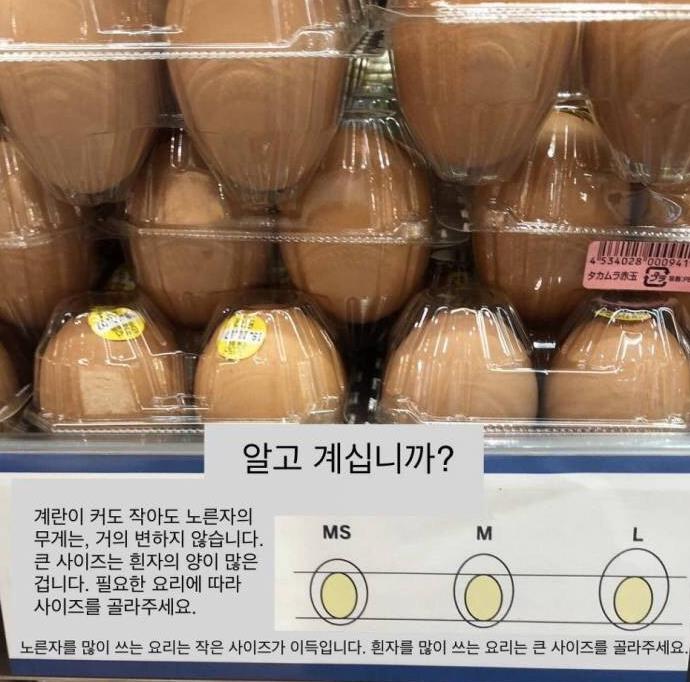 4 534028 000941
タカムラ赤玉
알고 계십니까?
계란이 커도 작아도 노른자의
무게는, 거의 변하지 않습니다.
큰 사이즈는 흰자의 양이 많은
겁니다. 필요한 요리에 따라
사이즈를 골라주세요.
MS M L
노른자를 많이 쓰는 요리는 작은 사이즈가 이득입니다. 흰자를 많이 쓰는 요리는 큰 사이즈를 골라주세요.